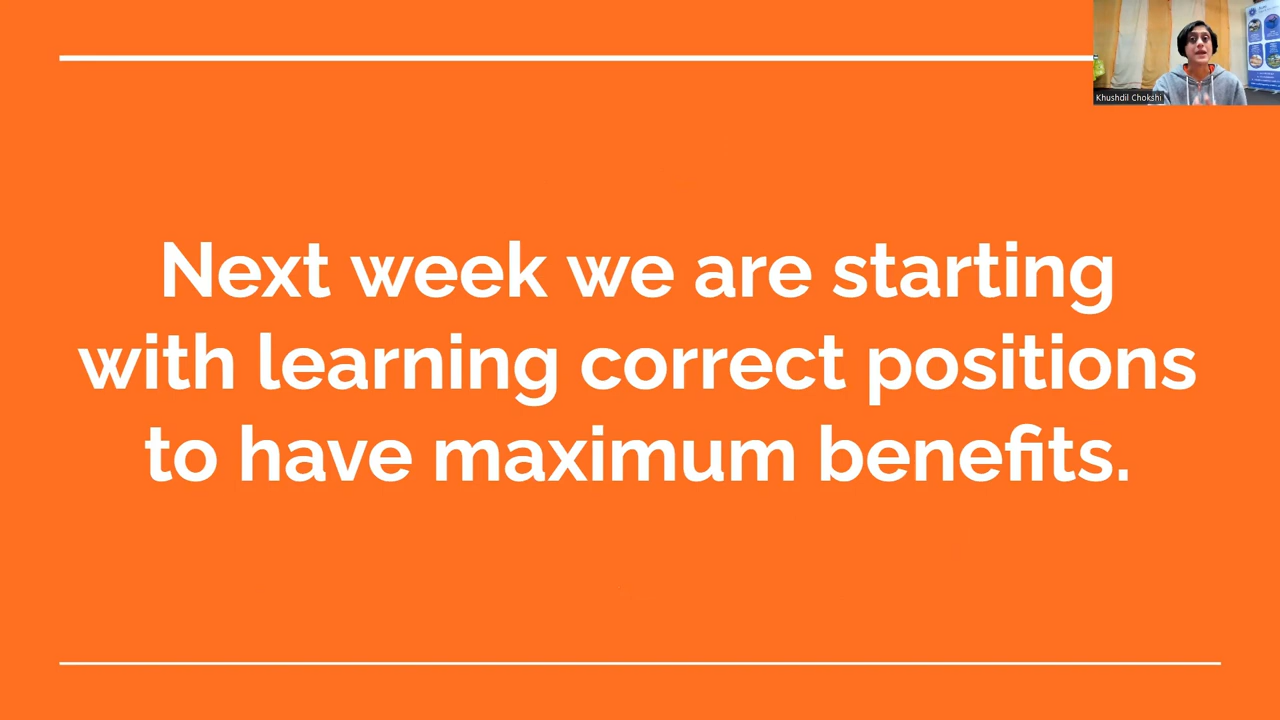 Khushdil Chokshi
Next week we are starting
with learning correct positions
to have maximum benefits.